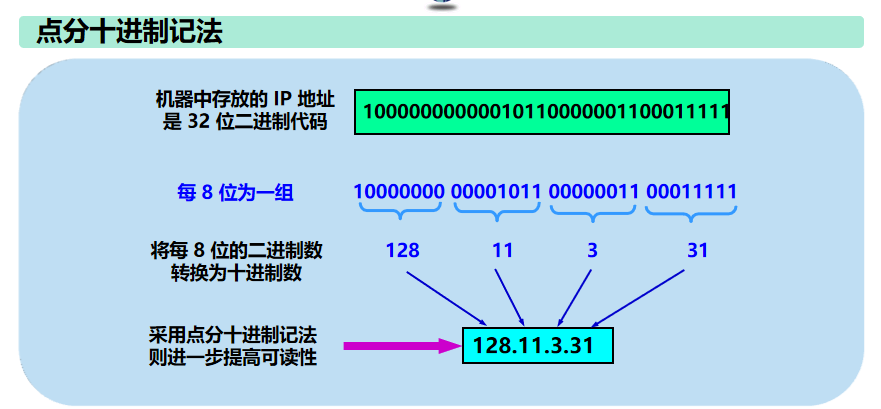 点分十进制记法
机器中存放的 IP 地址
是 32 位二进制代码
10000000000010110000001100011111
每 8 位为一组
10000000 00001011 00000011 00011111
将每 8 位的二进制数
转换为十进制数
128 11 3 31
采用点分十进制记法
则进一步提高可读性
128.11.3.31